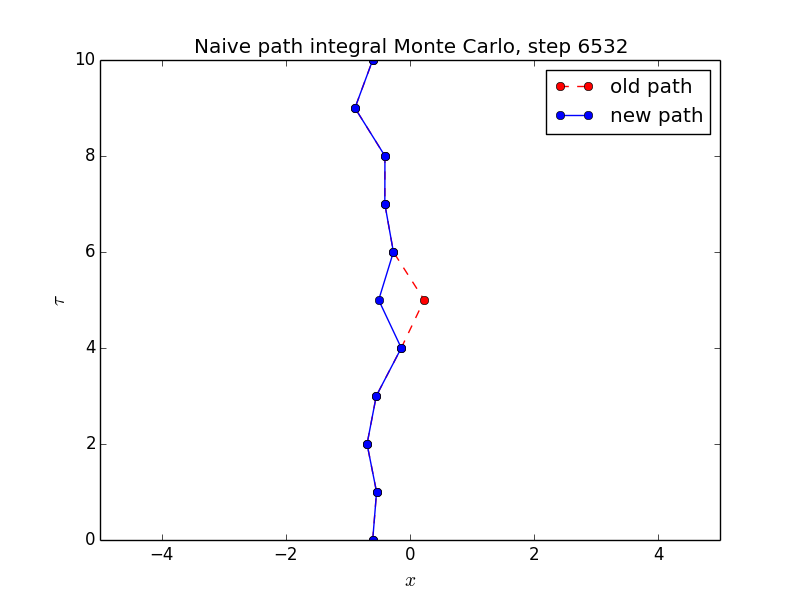 Naive path integral Monte Carlo, step 6532
old path
new path
10
8
6
4
2
0
τ
−4 −2 0 2 4
x